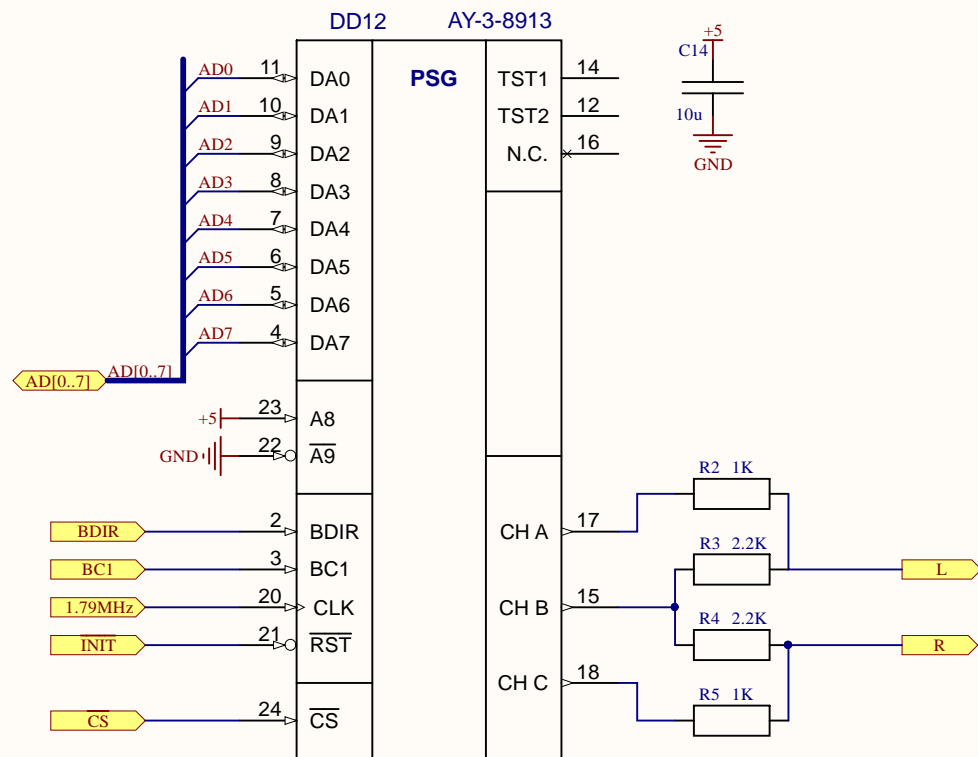 DD12 AY-3-8913
PSG
AD0 11 DA0
AD1 10 DA1
AD2 9 DA2
AD3 8 DA3
AD4 7 DA4
AD5 6 DA5
AD6 5 DA6
AD7 4 DA7
AD[0..7] AD[0..7]
+5 23 A8
GND 22 A9
BDIR 2 BDIR
BC1 3 BC1
1.79MHz 20 CLK
INIT 21 RST
CS 24 CS
TST1 14
TST2 12
N.C. 16
+5
C14
10u
GND
CH A 17
CH B 15
CH C 18
R2 1K
R3 2.2K
L
R4 2.2K
R
R5 1K